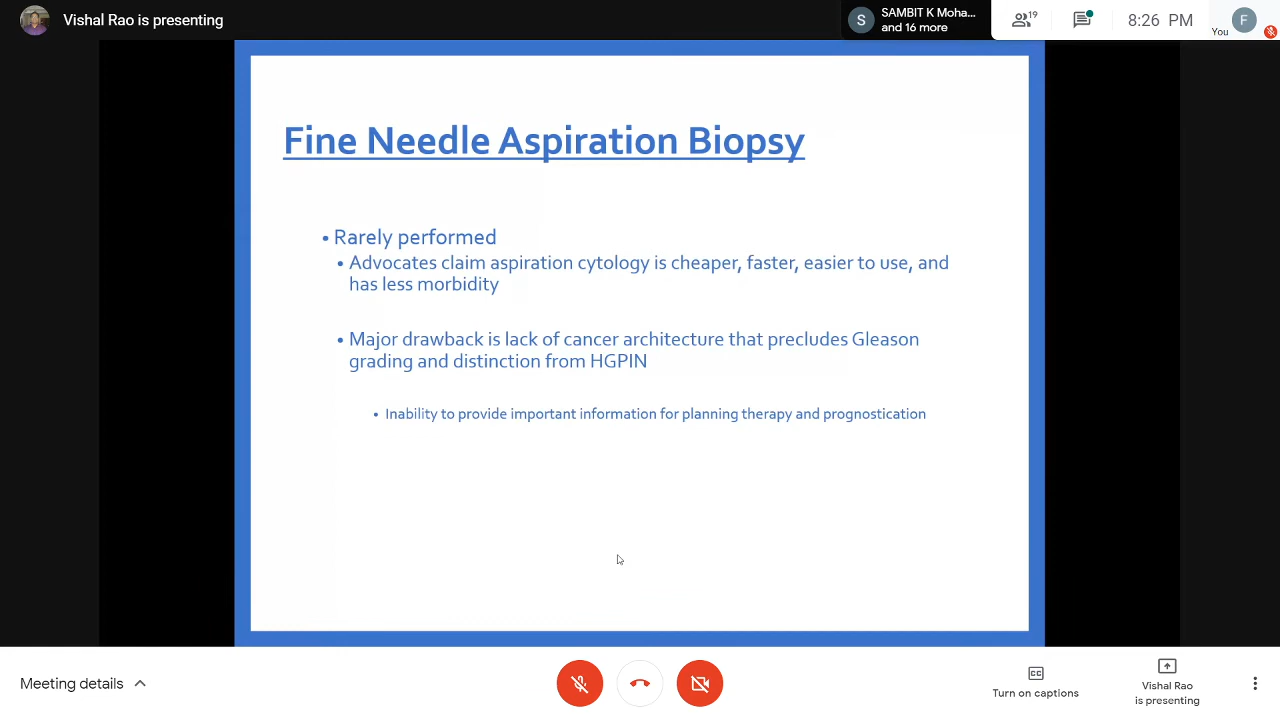 Vishal Rao is presenting
S
SAMBIT K Moha...
and 16 more
19
8:26 PM
You
F
Fine Needle Aspiration Biopsy
• Rarely performed
• Advocates claim aspiration cytology is cheaper, faster, easier to use, and
has less morbidity
• Major drawback is lack of cancer architecture that precludes Gleason
grading and distinction from HGPIN
• Inability to provide important information for planning therapy and prognostication
Meeting details
CC
Turn on captions
Vishal Rao
is presenting